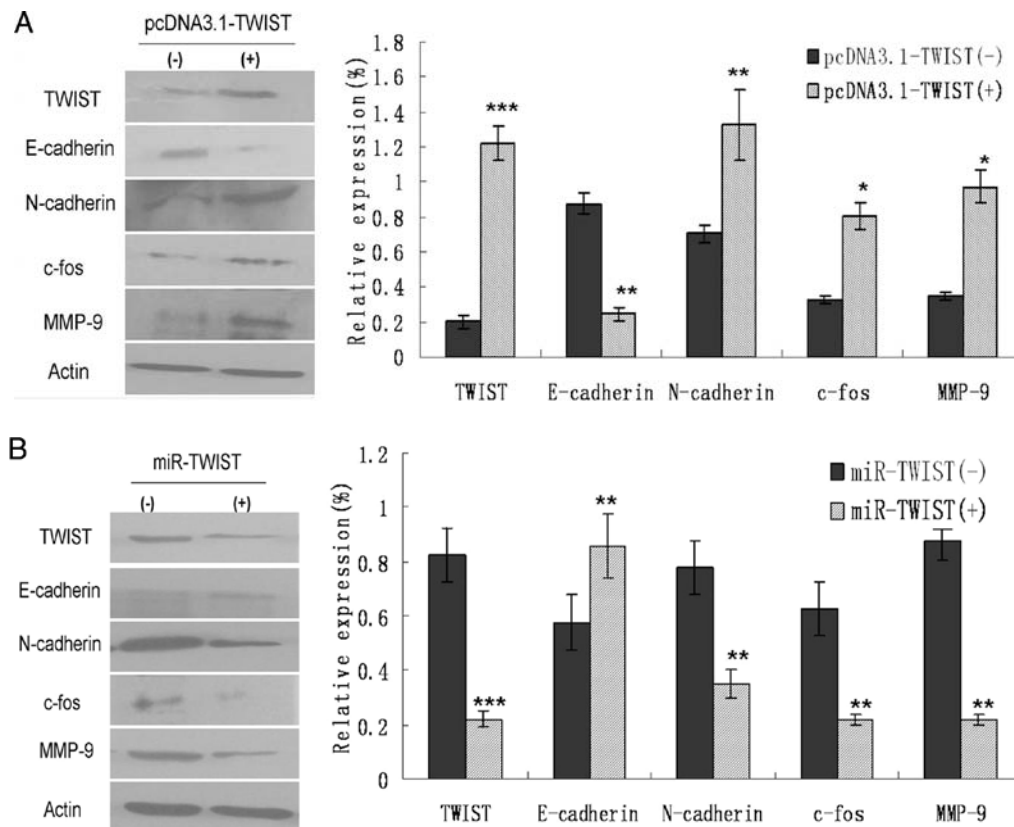 A
pcDNA3.1-TWIST
(-) (+)
TWIST
E-cadherin
N-cadherin
c-fos
MMP-9
Actin
Relative expression(%)
1.8
1.6
1.4
1.2
1
0.8
0.6
0.4
0.2
0
pcDNA3.1-TWIST(-)
pcDNA3.1-TWIST(+)
***
**
**
*
*
TWIST E-cadherin N-cadherin c-fos MMP-9
B
miR-TWIST
(-) (+)
TWIST
E-cadherin
N-cadherin
c-fos
MMP-9
Actin
Relative expression(%)
1.2
1
0.8
0.6
0.4
0.2
0
miR-TWIST(-)
miR-TWIST(+)
***
**
**
**
**
TWIST E-cadherin N-cadherin c-fos MMP-9